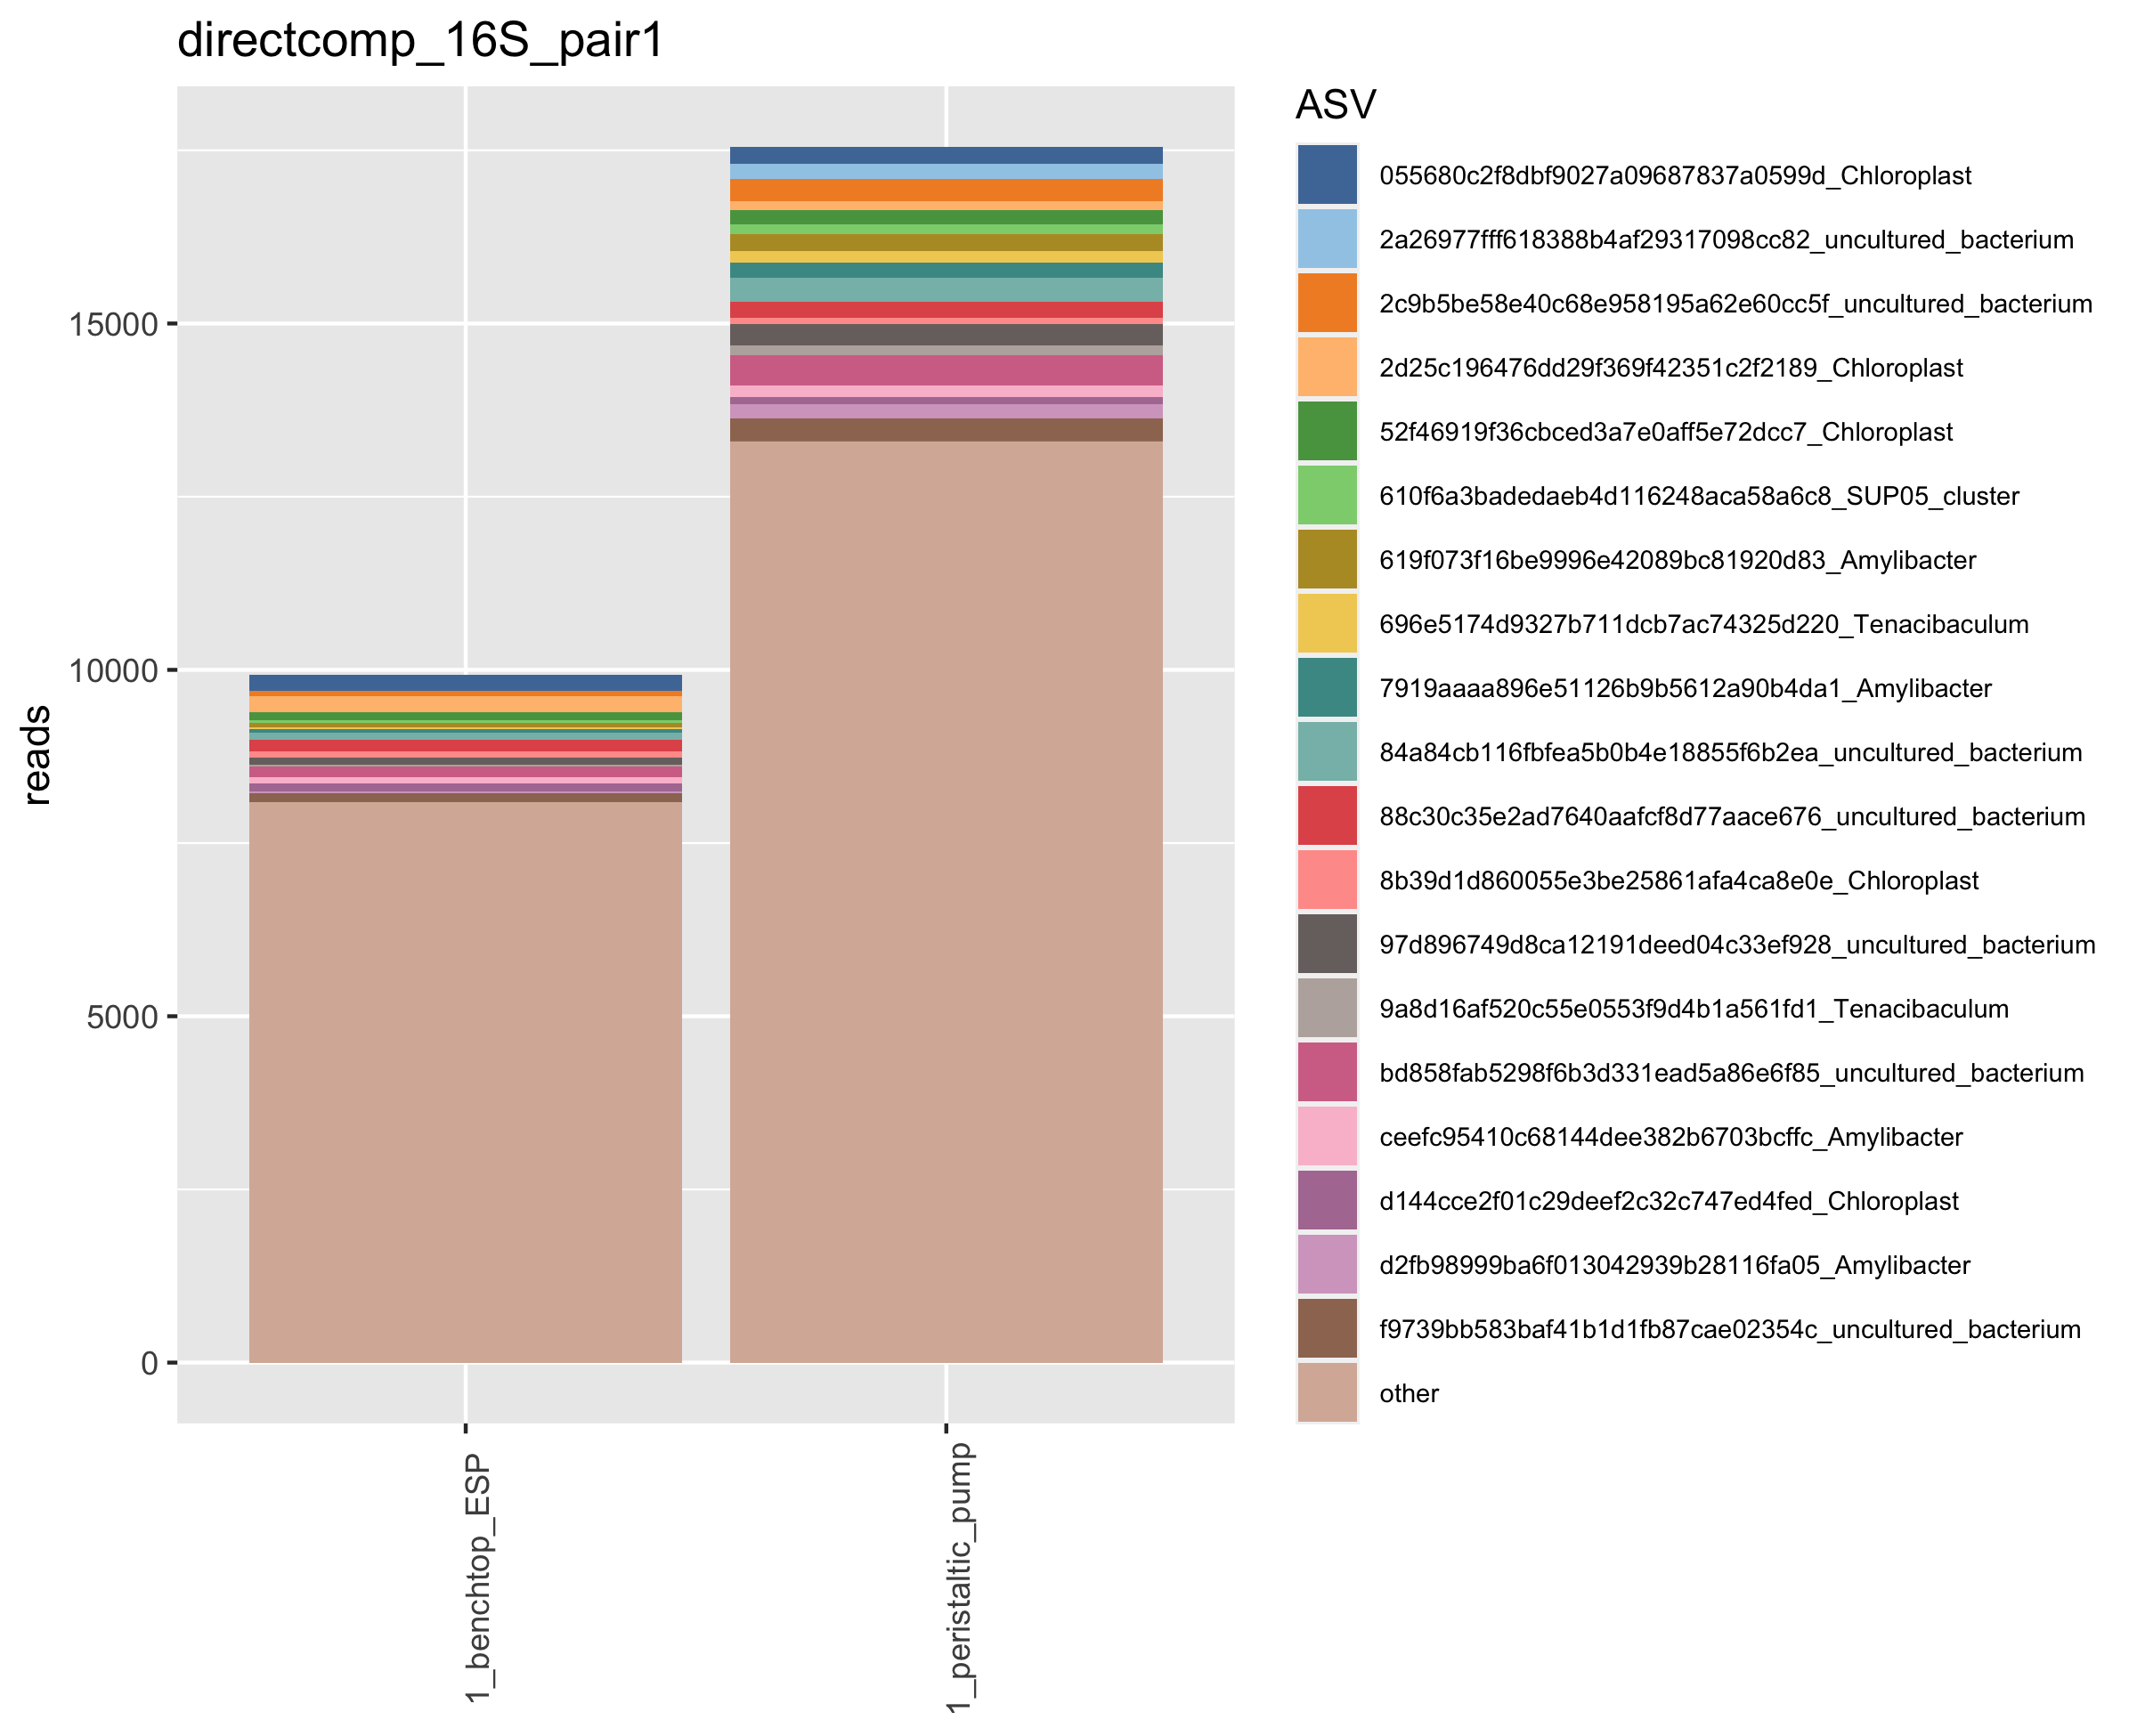 directcomp_16S_pair1
reads
15000
10000
5000
0
1_benchtop_ESP
1_peristaltic_pump
ASV
055680c2f8dbf9027a09687837a0599d_Chloroplast
2a26977fff618388b4af29317098cc82_uncultured_bacterium
2c9b5be58e40c68e958195a62e60cc5f_uncultured_bacterium
2d25c196476dd29f369f42351c2f2189_Chloroplast
52f46919f36cbced3a7e0aff5e72dcc7_Chloroplast
610f6a3badedaeb4d116248aca58a6c8_SUP05_cluster
619f073f16be9996e42089bc81920d83_Amylibacter
696e5174d9327b711dcb7ac74325d220_Tenacibaculum
7919aaaa896e51126b9b5612a90b4da1_Amylibacter
84a84cb116fbfea5b0b4e18855f6b2ea_uncultured_bacterium
88c30c35e2ad7640aafcf8d77aace676_uncultured_bacterium
8b39d1d860055e3be25861afa4ca8e0e_Chloroplast
97d896749d8ca12191deed04c33ef928_uncultured_bacterium
9a8d16af520c55e0553f9d4b1a561fd1_Tenacibaculum
bd858fab5298f6b3d331ead5a86e6f85_uncultured_bacterium
ceefc95410c68144dee382b6703bcffc_Amylibacter
d144cce2f01c29deef2c32c747ed4fed_Chloroplast
d2fb98999ba6f013042939b28116fa05_Amylibacter
f9739bb583baf41b1d1fb87cae02354c_uncultured_bacterium
other